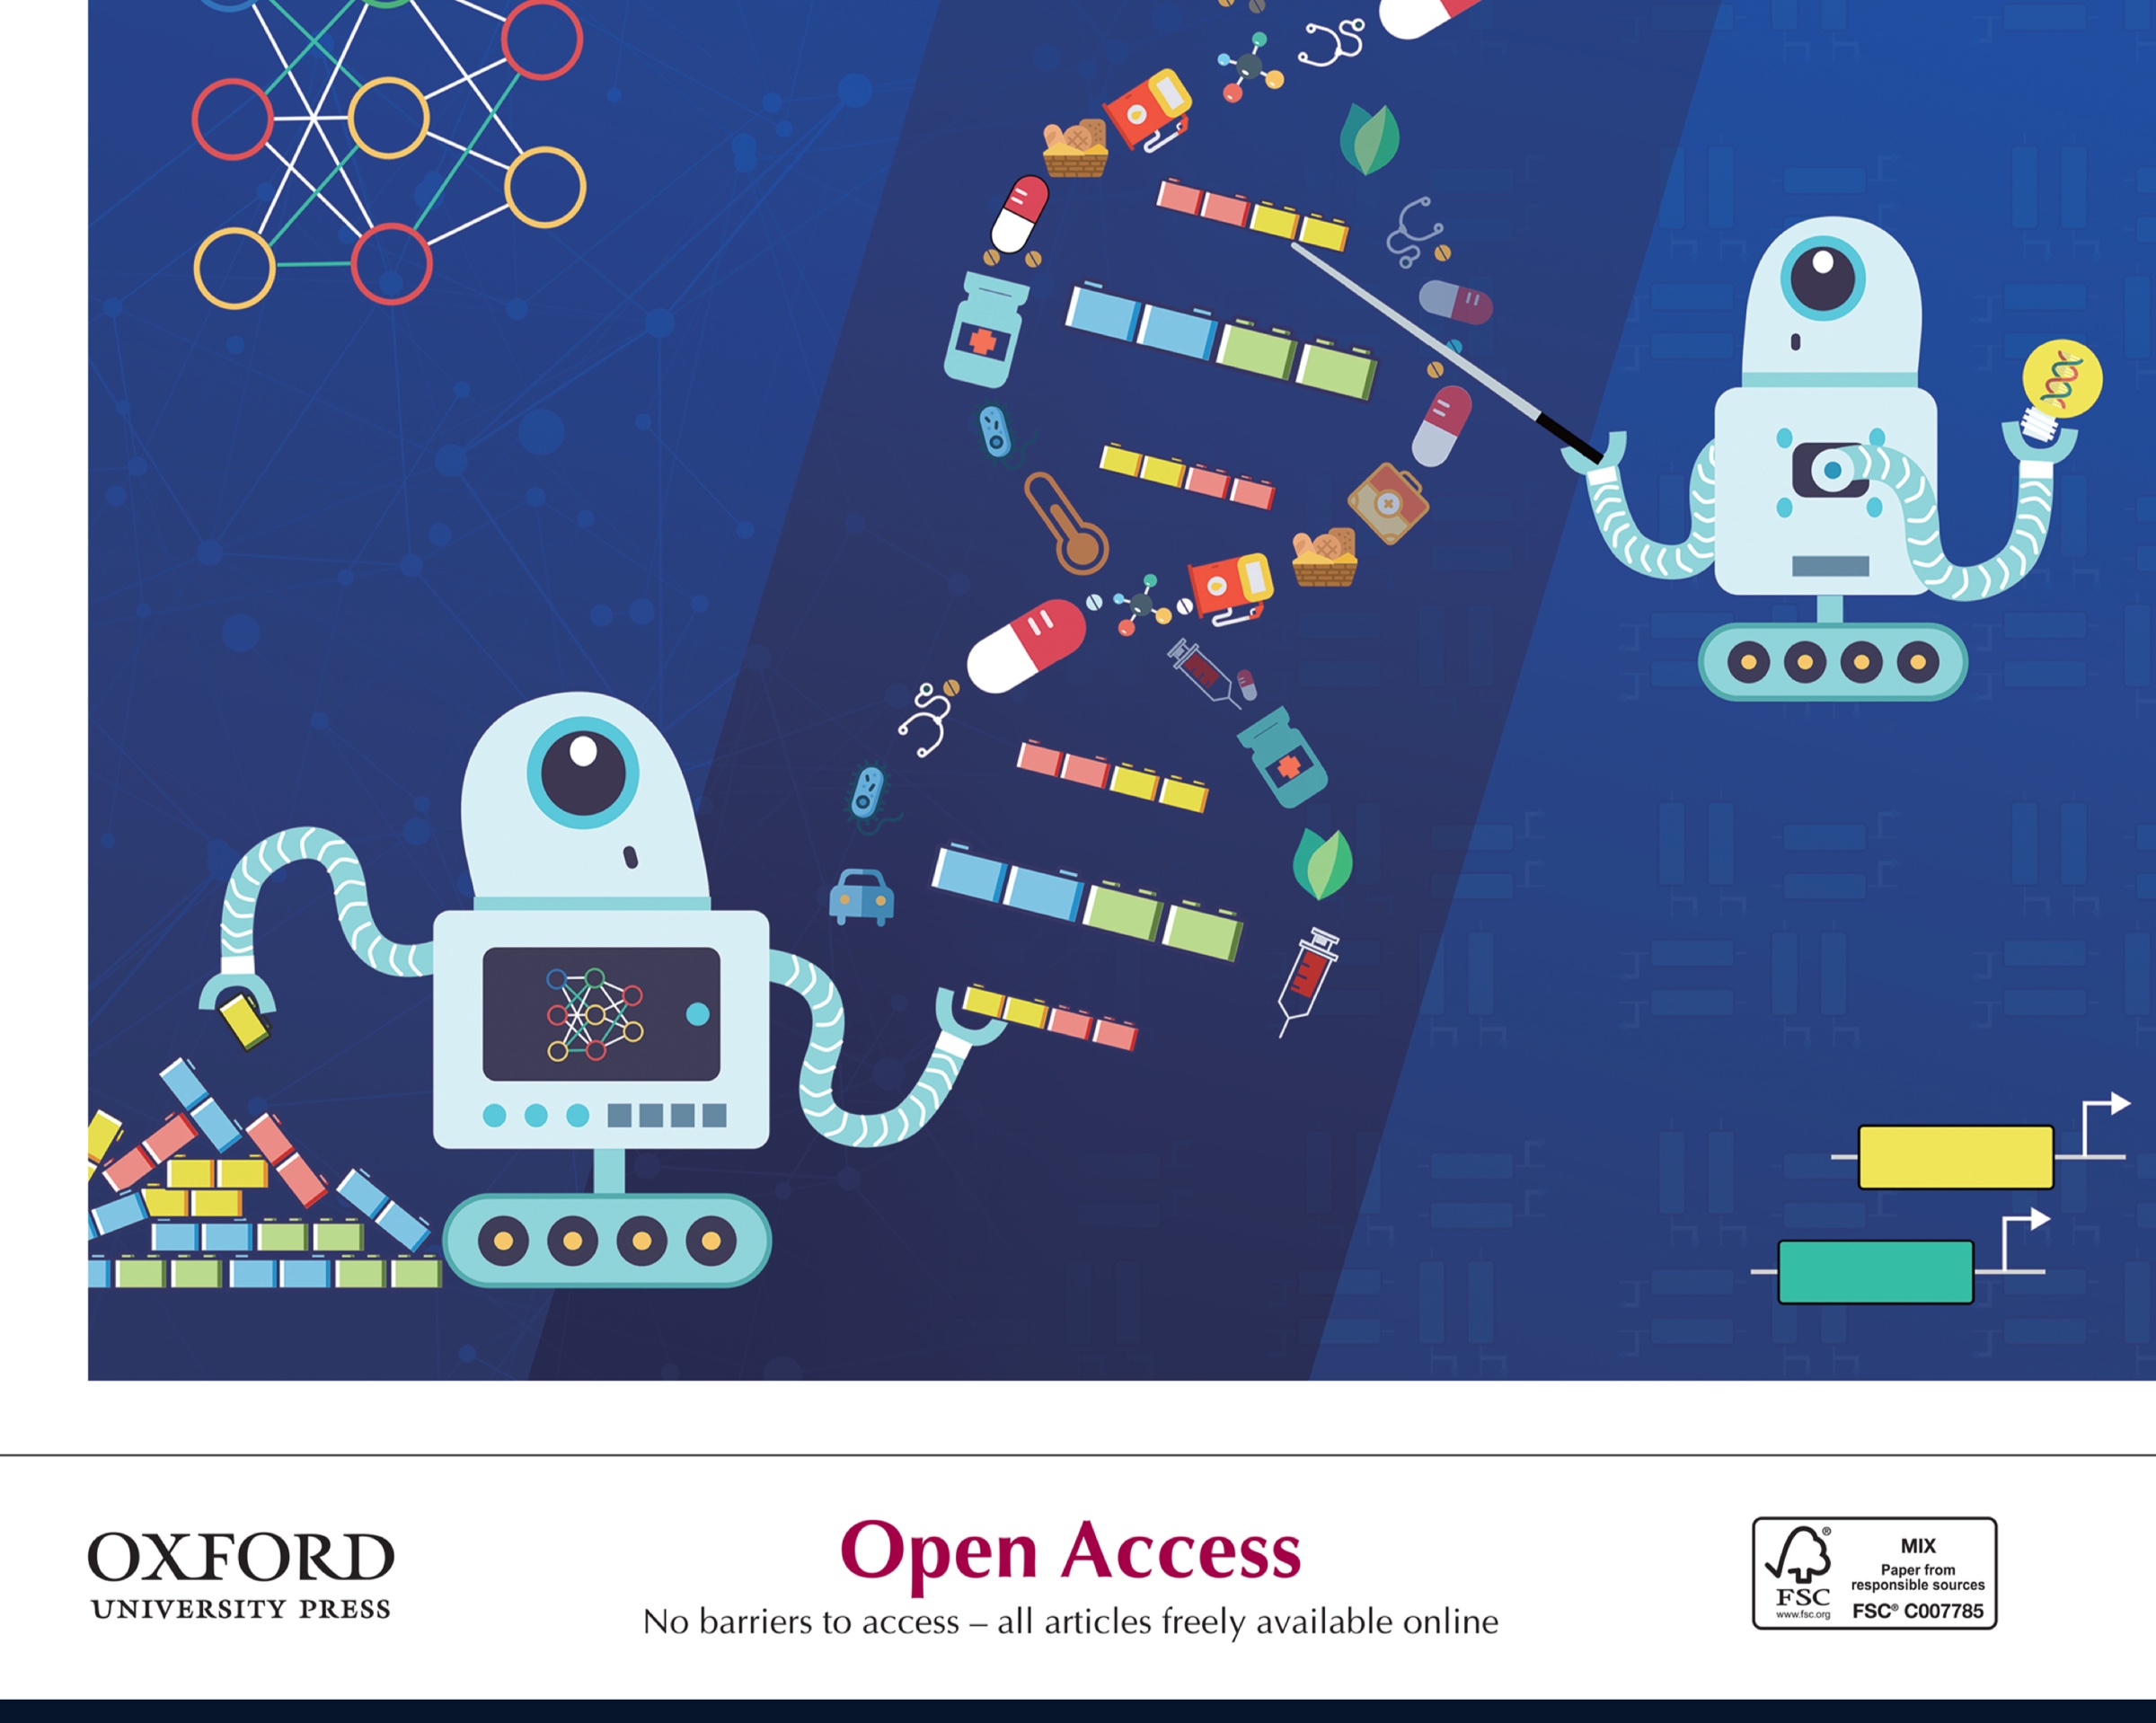 OXFORD
UNIVERSITY PRESS
Open Access
No barriers to access – all articles freely available online
®
FSC
www.fsc.org
MIX
Paper from
responsible sources
FSC® C007785